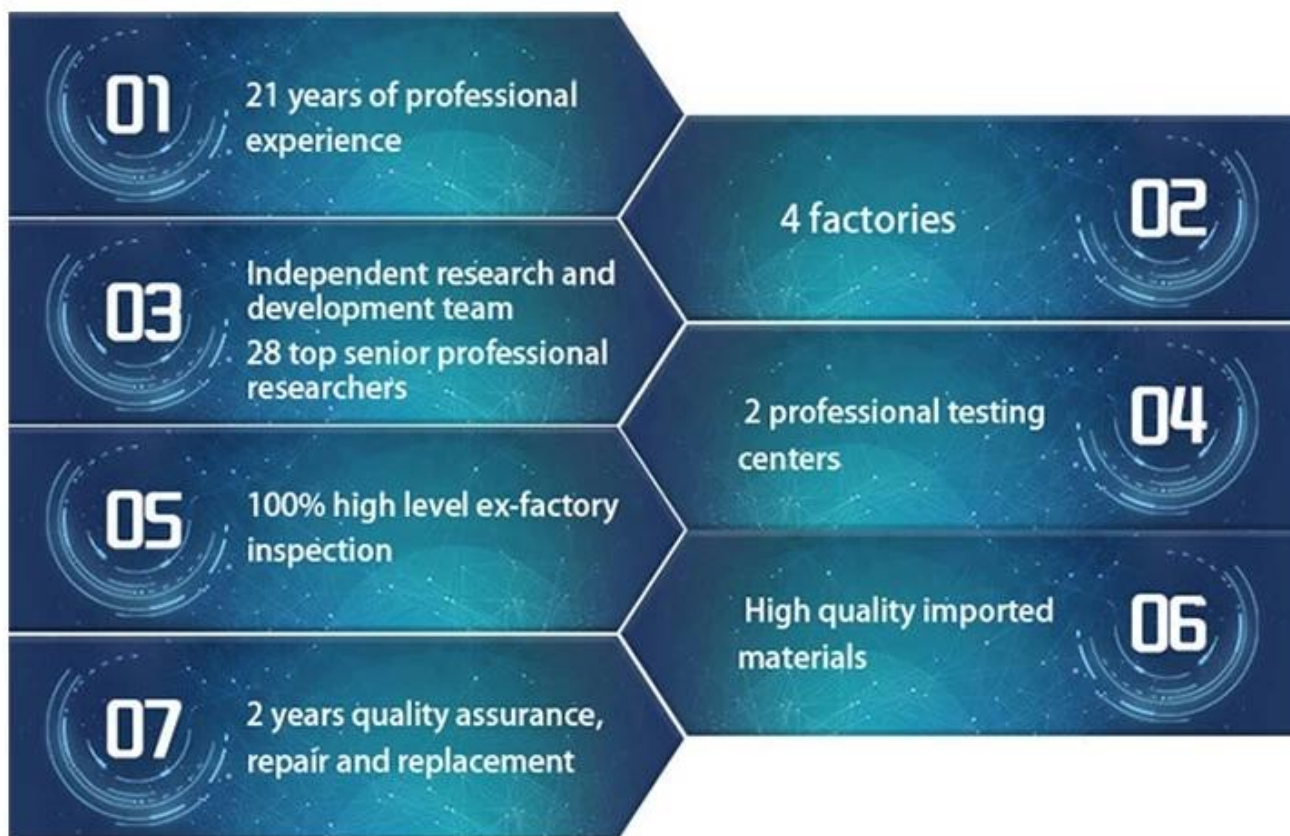 01
21 years of professional
experience
02
4 factories
03
Independent research and
development team
28 top senior professional
researchers
04
2 professional testing
centers
05
100% high level ex-factory
inspection
06
High quality imported
materials
07
2 years quality assurance,
repair and replacement